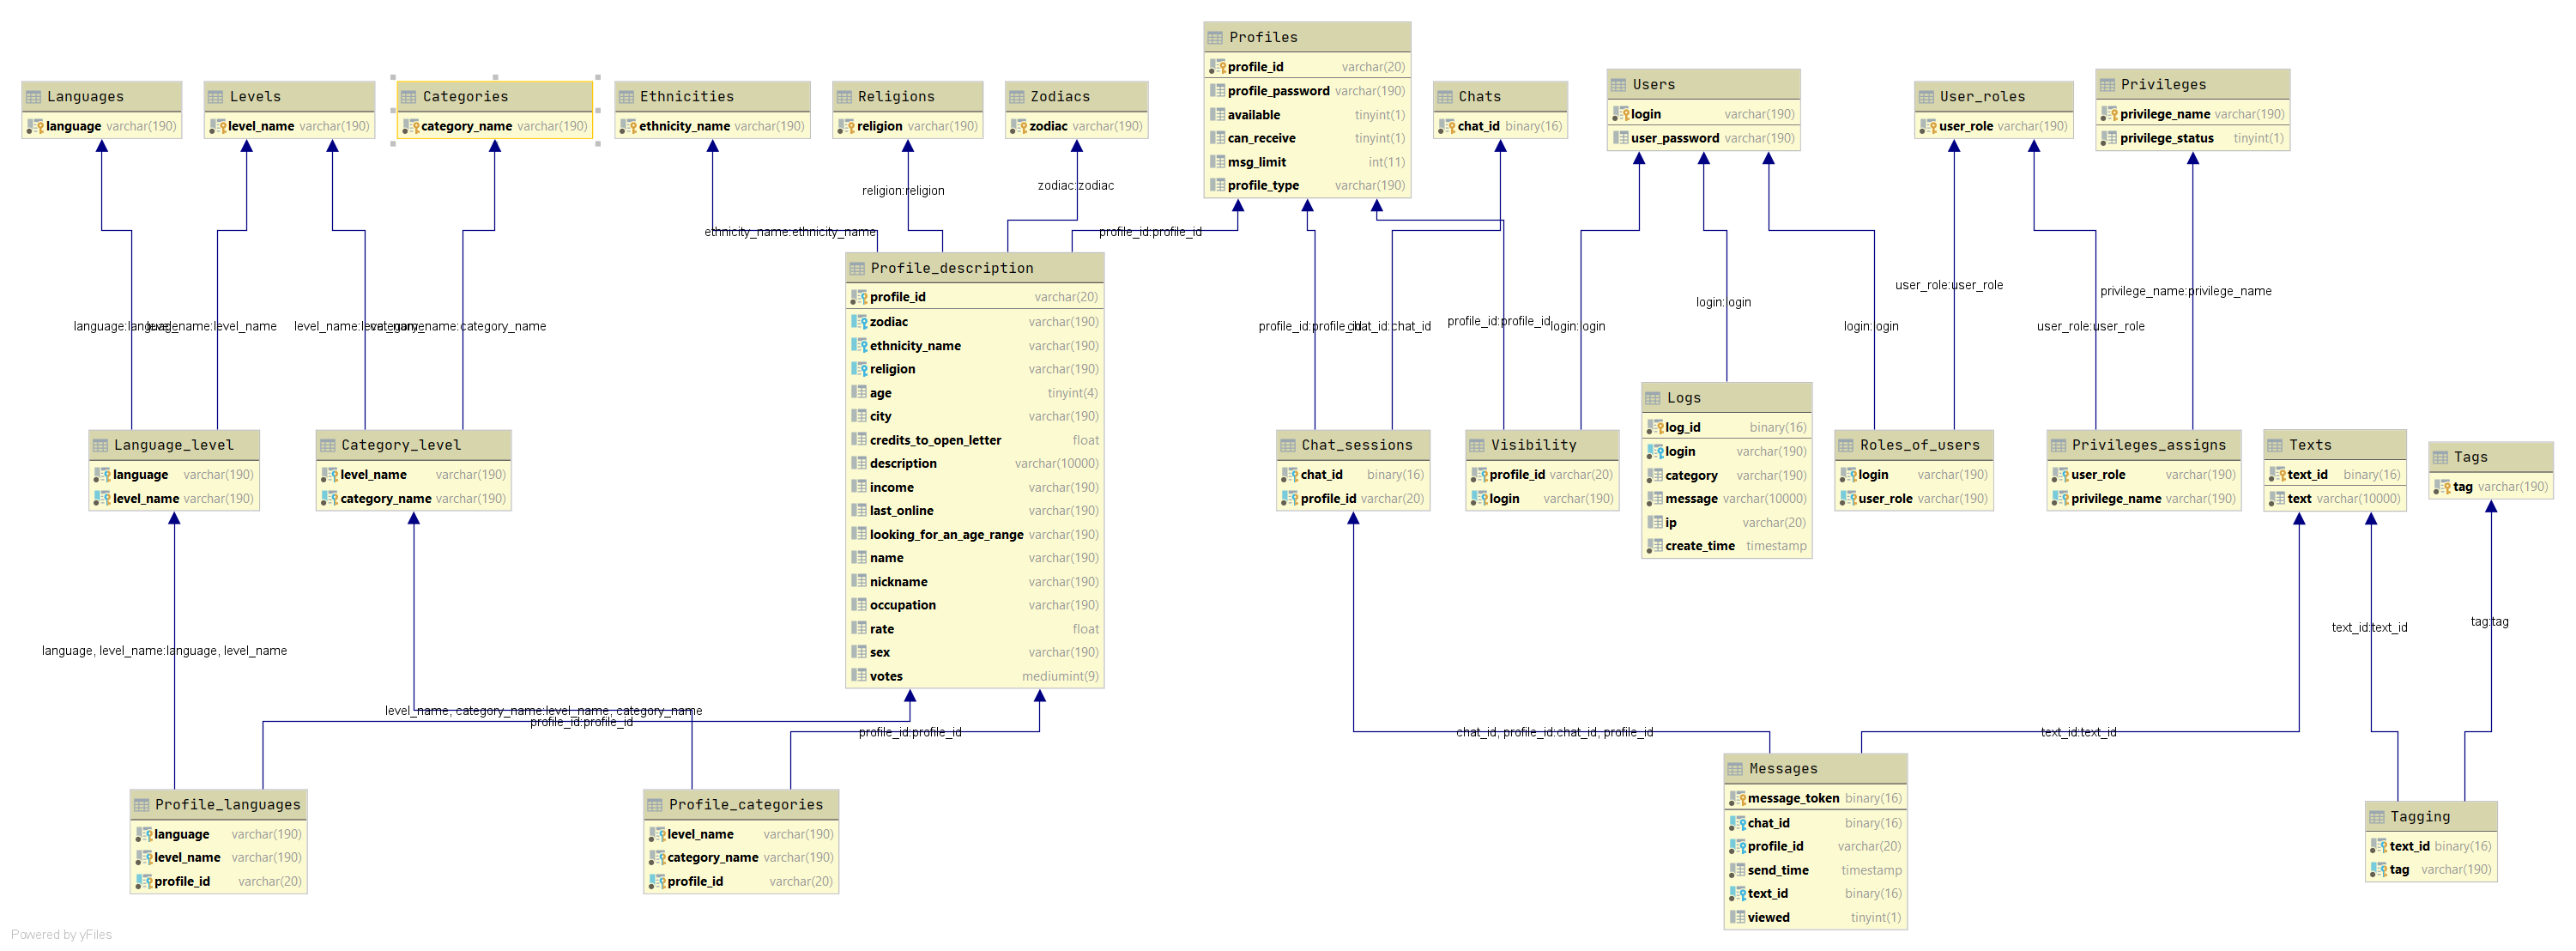 Profiles
profile_id varchar(20)
profile_password varchar(190)
available tinyint(1)
can_receive tinyint(1)
msg_limit int(11)
profile_type varchar(190)
Languages
language varchar(190)
Levels
level_name varchar(190)
Categories
category_name varchar(190)
Ethnicities
ethnicity_name varchar(190)
Religions
religion varchar(190)
Zodiacs
zodiac varchar(190)
Chats
chat_id binary(16)
Users
login varchar(190)
user_password varchar(190)
User_roles
user_role varchar(190)
Privileges
privilege_name varchar(190)
privilege_status tinyint(1)
religion:religion
zodiac:zodiac
ethnicity_name:ethnicity_name
profile_id:profile_id
Profile_description
profile_id varchar(20)
zodiac varchar(190)
ethnicity_name varchar(190)
religion varchar(190)
age tinyint(4)
city varchar(190)
credits_to_open_letter float
description varchar(10000)
income varchar(190)
last_online varchar(190)
looking_for_an_age_range varchar(190)
name varchar(190)
nickname varchar(190)
occupation varchar(190)
rate float
sex varchar(190)
votes mediumint(9)
user_role:user_role
privilege_name:privilege_name
login:login
language:language
level_name:level_name
level_name:level_name
category_name:category_name
profile_id:profile_id
chat_id:chat_id
profile_id:profile_id
login:login
login:login
user_role:user_role
Language_level
language varchar(190)
level_name varchar(190)
Category_level
level_name varchar(190)
category_name varchar(190)
Chat_sessions
chat_id binary(16)
profile_id varchar(20)
Visibility
profile_id varchar(20)
login varchar(190)
Logs
log_id binary(16)
login varchar(190)
category varchar(190)
message varchar(10000)
ip varchar(20)
create_time timestamp
Roles_of_users
login varchar(190)
user_role varchar(190)
Privileges_assigns
user_role varchar(190)
privilege_name varchar(190)
Texts
text_id binary(16)
text varchar(10000)
Tags
tag varchar(190)
text_id:text_id
tag:tag
language, level_name:language, level_name
level_name, category_name:level_name, category_name
profile_id:profile_id
profile_id:profile_id
chat_id, profile_id:chat_id, profile_id
text_id:text_id
Profile_languages
language varchar(190)
level_name varchar(190)
profile_id varchar(20)
Profile_categories
level_name varchar(190)
category_name varchar(190)
profile_id varchar(20)
Messages
message_token binary(16)
chat_id binary(16)
profile_id varchar(20)
send_time timestamp
text_id binary(16)
viewed tinyint(1)
Tagging
text_id binary(16)
tag varchar(190)
Powered by yFiles